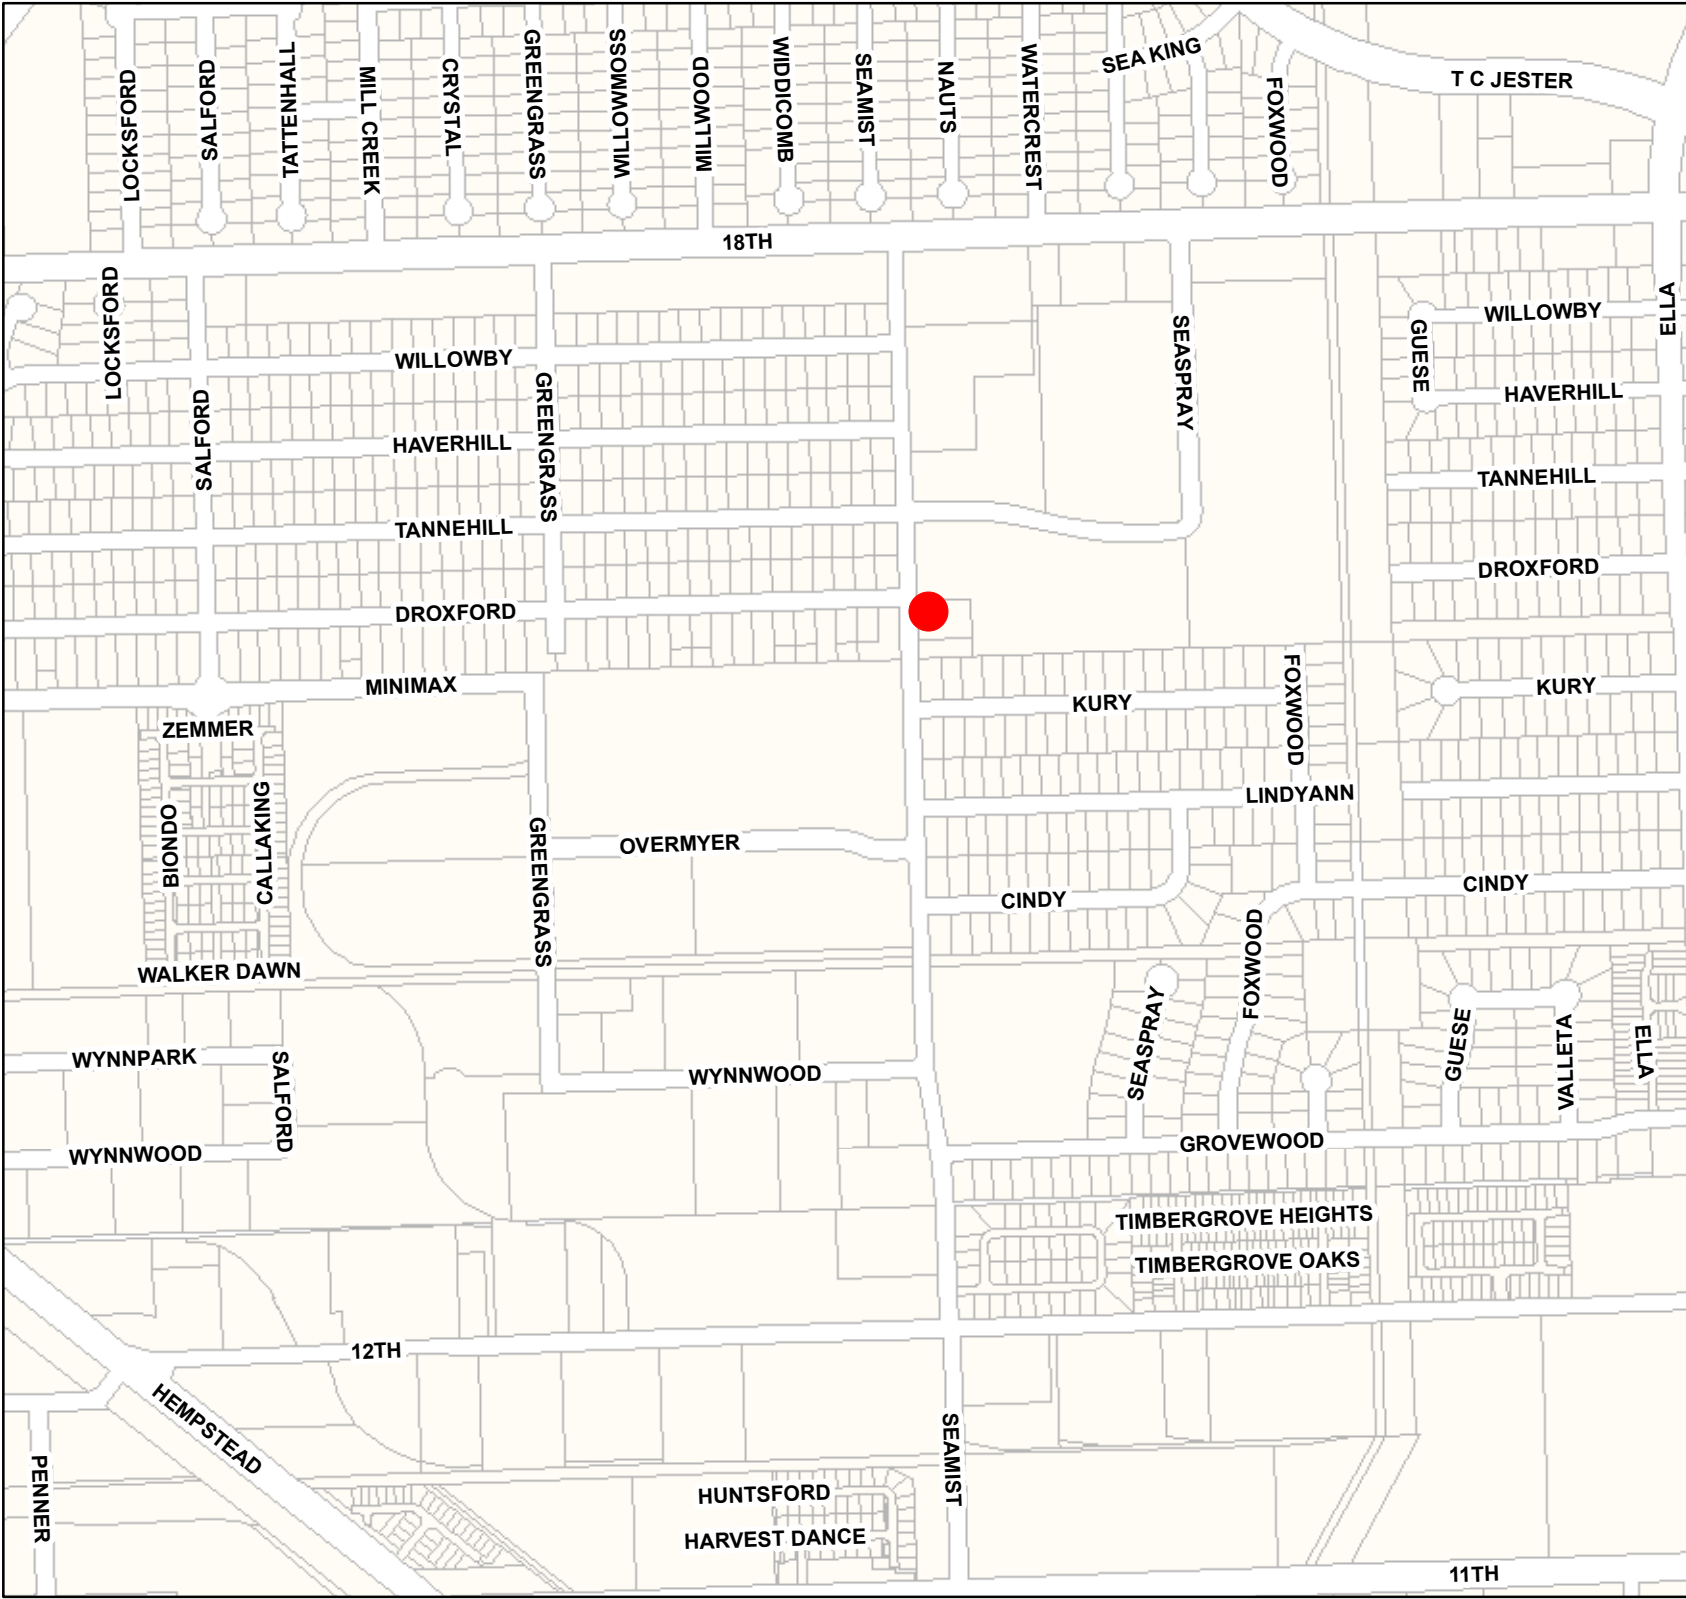 LOCKSFORD
SALFORD
TATTENHALL
MILL CREEK
CRYSTAL
GREENGRASS
WILLOWMOSS
MILLWOOD
WIDDICOMB
SEAMIST
NAUTS
WATERCREST
SEA KING
FOXWOOD
T C JESTER
18TH
LOCKSFORD
SALFORD
WILLOWBY
GREENGRASS
HAVERHILL
TANNEHILL
DROXFORD
SEASPRAY
GUESE
WILLOWBY
ELLA
HAVERHILL
TANNEHILL
DROXFORD
MINIMAX
ZEMMER
KURY
FOXWOOD
KURY
BIONDO
CALLAKING
LINDYANN
GREENGRASS
OVERMYER
CINDY
CINDY
WALKER DAWN
FOXWOOD
SEASPRAY
GUESE
VALLETA
ELLA
WYNNPARK
SALFORD
WYNNWOOD
WYNNWOOD
GROVEWOOD
TIMBERGROVE HEIGHTS
TIMBERGROVE OAKS
12TH
HEMPSTEAD
PENNER
SEAMIST
HUNTSFORD
HARVEST DANCE
11TH